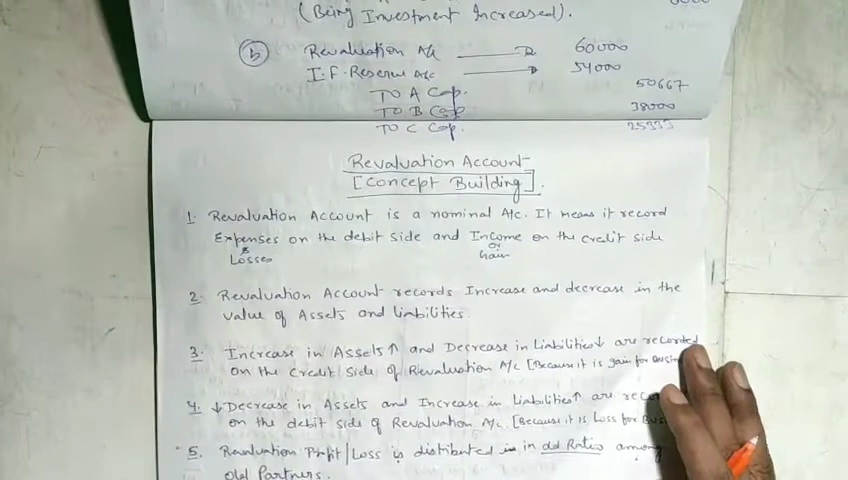 (Being Investment Increased).
b Revaluation A/c Dr 60000
I.F. Reserve A/c Dr 54000
To A Cap. 50667
To B Cap 38000
To C Cap. 25333
Revaluation Account
[Concept Building].
1. Revaluation Account is a nominal A/c. It means it record
Expenses on the debit side and Income on the credit side
& Losses or Gain
2. Revaluation Account records Increase and decrease in the
value of Assets and liabilities.
3. Increase in Assets ↑ and Decrease in Liabilities ↓ are recorded
on the credit side of Revaluation A/c [Because it is gain for
4. ↓ Decrease in Assets and Increase in Liabilities ↑ are
on the debit side of Revaluation A/c. [Because it is Loss for
5. Revaluation Profit/Loss is distributed in old Ratio among
old Partners.